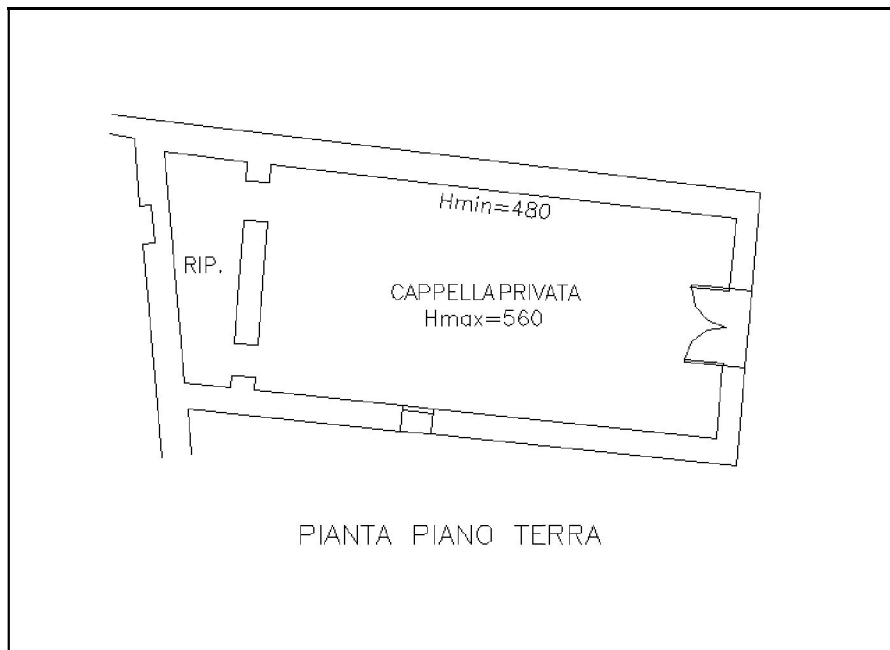 Hmin=480
RIP.
CAPPELLA PRIVATA
Hmax=560
PIANTA PIANO TERRA